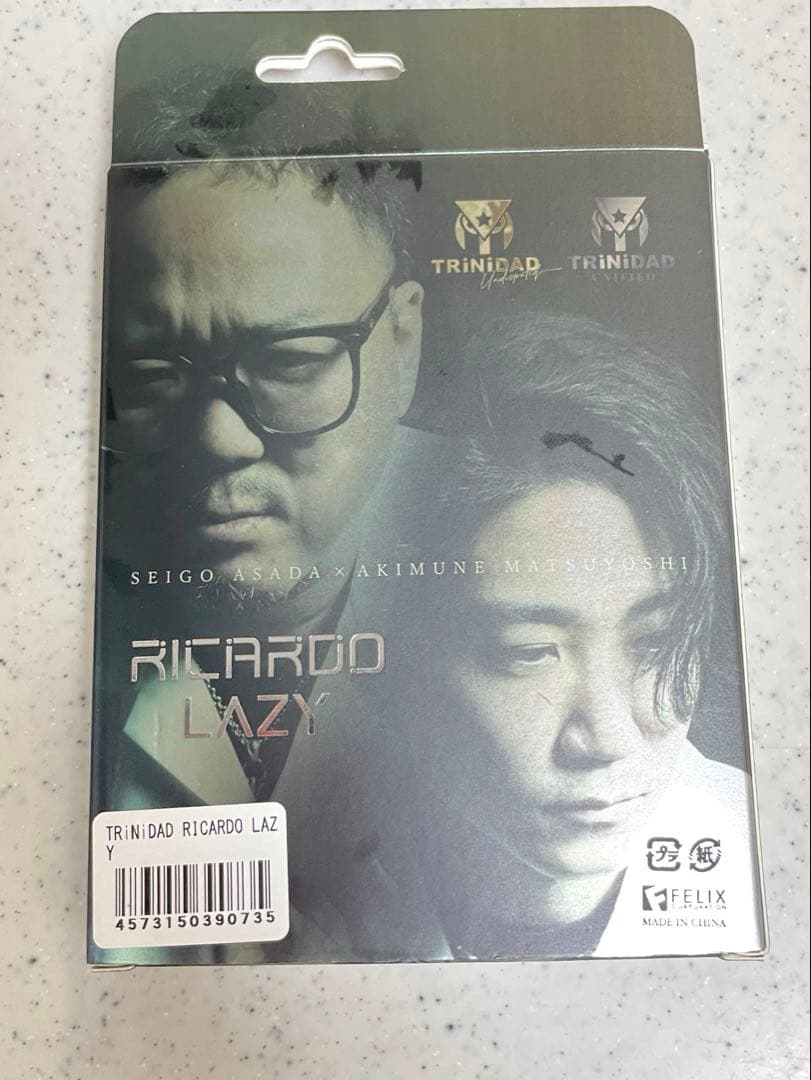 TRiNiDAD
Undisputed
TRiNiDAD
UNIFIED
SEIGO ASADA × AKIMUNE MATSUYOSHI
RICARDO
LAZY
TRiNiDAD RICARDO LAZ
Y
4573150390735
プラ
紙
FELIX
CORPORATION
MADE IN CHINA